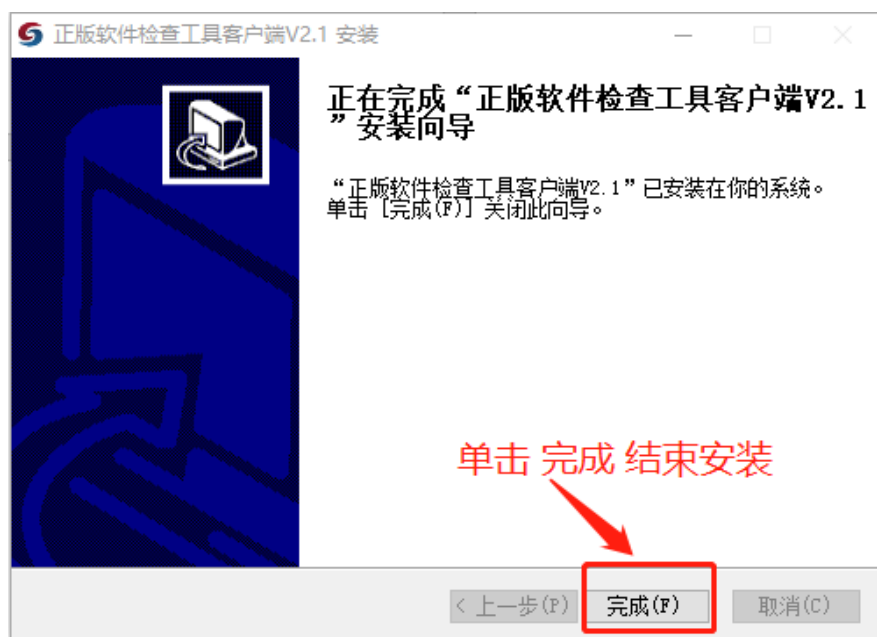 正版软件检查工具客户端V2.1 安装
正在完成“正版软件检查工具客户端V2.1
”安装向导
“正版软件检查工具客户端V2.1”已安装在你的系统。
单击 [完成(F)] 关闭此向导。
单击 完成 结束安装
< 上一步(P) 完成(F) 取消(C)